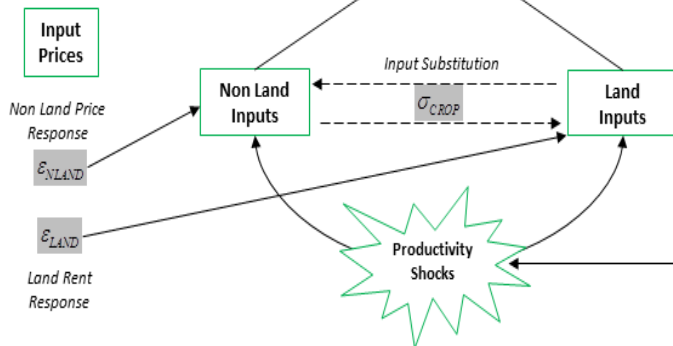 Input
Prices
Non Land Price
Response
ε_NLAND
ε_LAND
Land Rent
Response
Non Land
Inputs
Input Substitution
σ_CROP
Land
Inputs
Productivity
Shocks